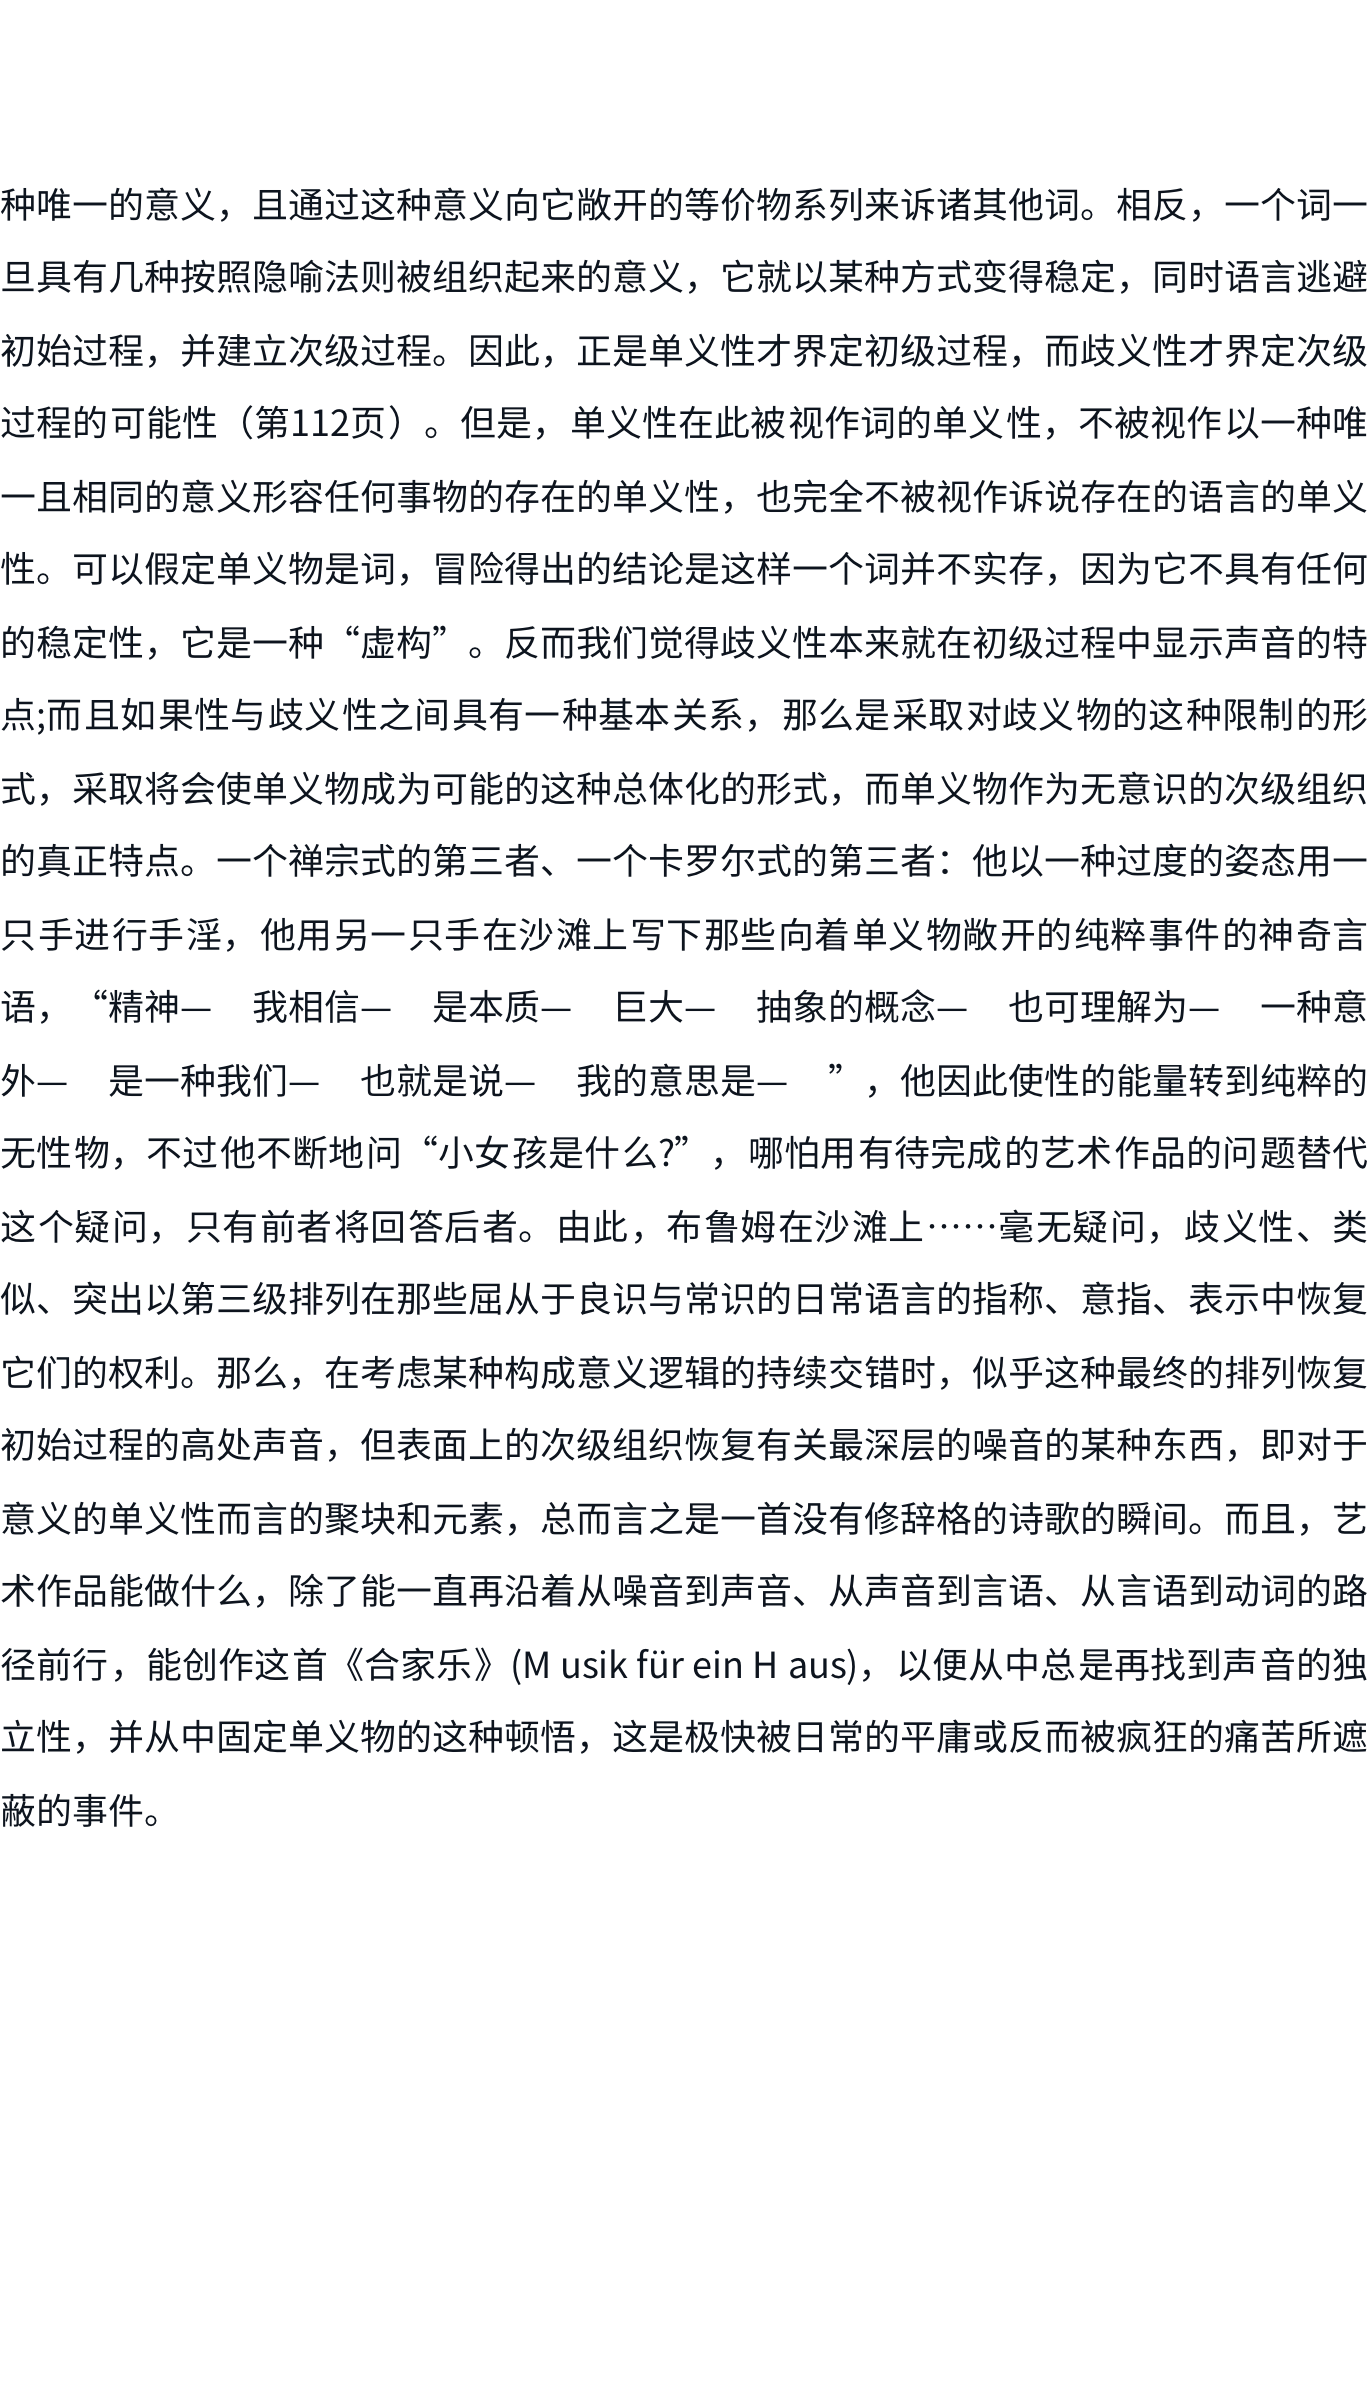 种唯一的意义，且通过这种意义向它敞开的等价物系列来诉诸其他词。相反，一个词一
旦具有几种按照隐喻法则被组织起来的意义，它就以某种方式变得稳定，同时语言逃避
初始过程，并建立次级过程。因此，正是单义性才界定初级过程，而歧义性才界定次级
过程的可能性（第112页）。但是，单义性在此被视作词的单义性，不被视作以一种唯
一且相同的意义形容任何事物的存在的单义性，也完全不被视作诉说存在的语言的单义
性。可以假定单义物是词，冒险得出的结论是这样一个词并不实存，因为它不具有任何
的稳定性，它是一种“虚构”。反而我们觉得歧义性本来就在初级过程中显示声音的特
点;而且如果性与歧义性之间具有一种基本关系，那么是采取对歧义物的这种限制的形
式，采取将会使单义物成为可能的这种总体化的形式，而单义物作为无意识的次级组织
的真正特点。一个禅宗式的第三者、一个卡罗尔式的第三者：他以一种过度的姿态用一
只手进行手淫，他用另一只手在沙滩上写下那些向着单义物敞开的纯粹事件的神奇言
语，“精神—　我相信—　是本质—　巨大—　抽象的概念—　也可理解为—　一种意
外—　是一种我们—　也就是说—　我的意思是—　”，他因此使性的能量转到纯粹的
无性物，不过他不断地问“小女孩是什么?”，哪怕用有待完成的艺术作品的问题替代
这个疑问，只有前者将回答后者。由此，布鲁姆在沙滩上……毫无疑问，歧义性、类
似、突出以第三级排列在那些屈从于良识与常识的日常语言的指称、意指、表示中恢复
它们的权利。那么，在考虑某种构成意义逻辑的持续交错时，似乎这种最终的排列恢复
初始过程的高处声音，但表面上的次级组织恢复有关最深层的噪音的某种东西，即对于
意义的单义性而言的聚块和元素，总而言之是一首没有修辞格的诗歌的瞬间。而且，艺
术作品能做什么，除了能一直再沿着从噪音到声音、从声音到言语、从言语到动词的路
径前行，能创作这首《合家乐》(M usik für ein H aus)，以便从中总是再找到声音的独
立性，并从中固定单义物的这种顿悟，这是极快被日常的平庸或反而被疯狂的痛苦所遮
蔽的事件。